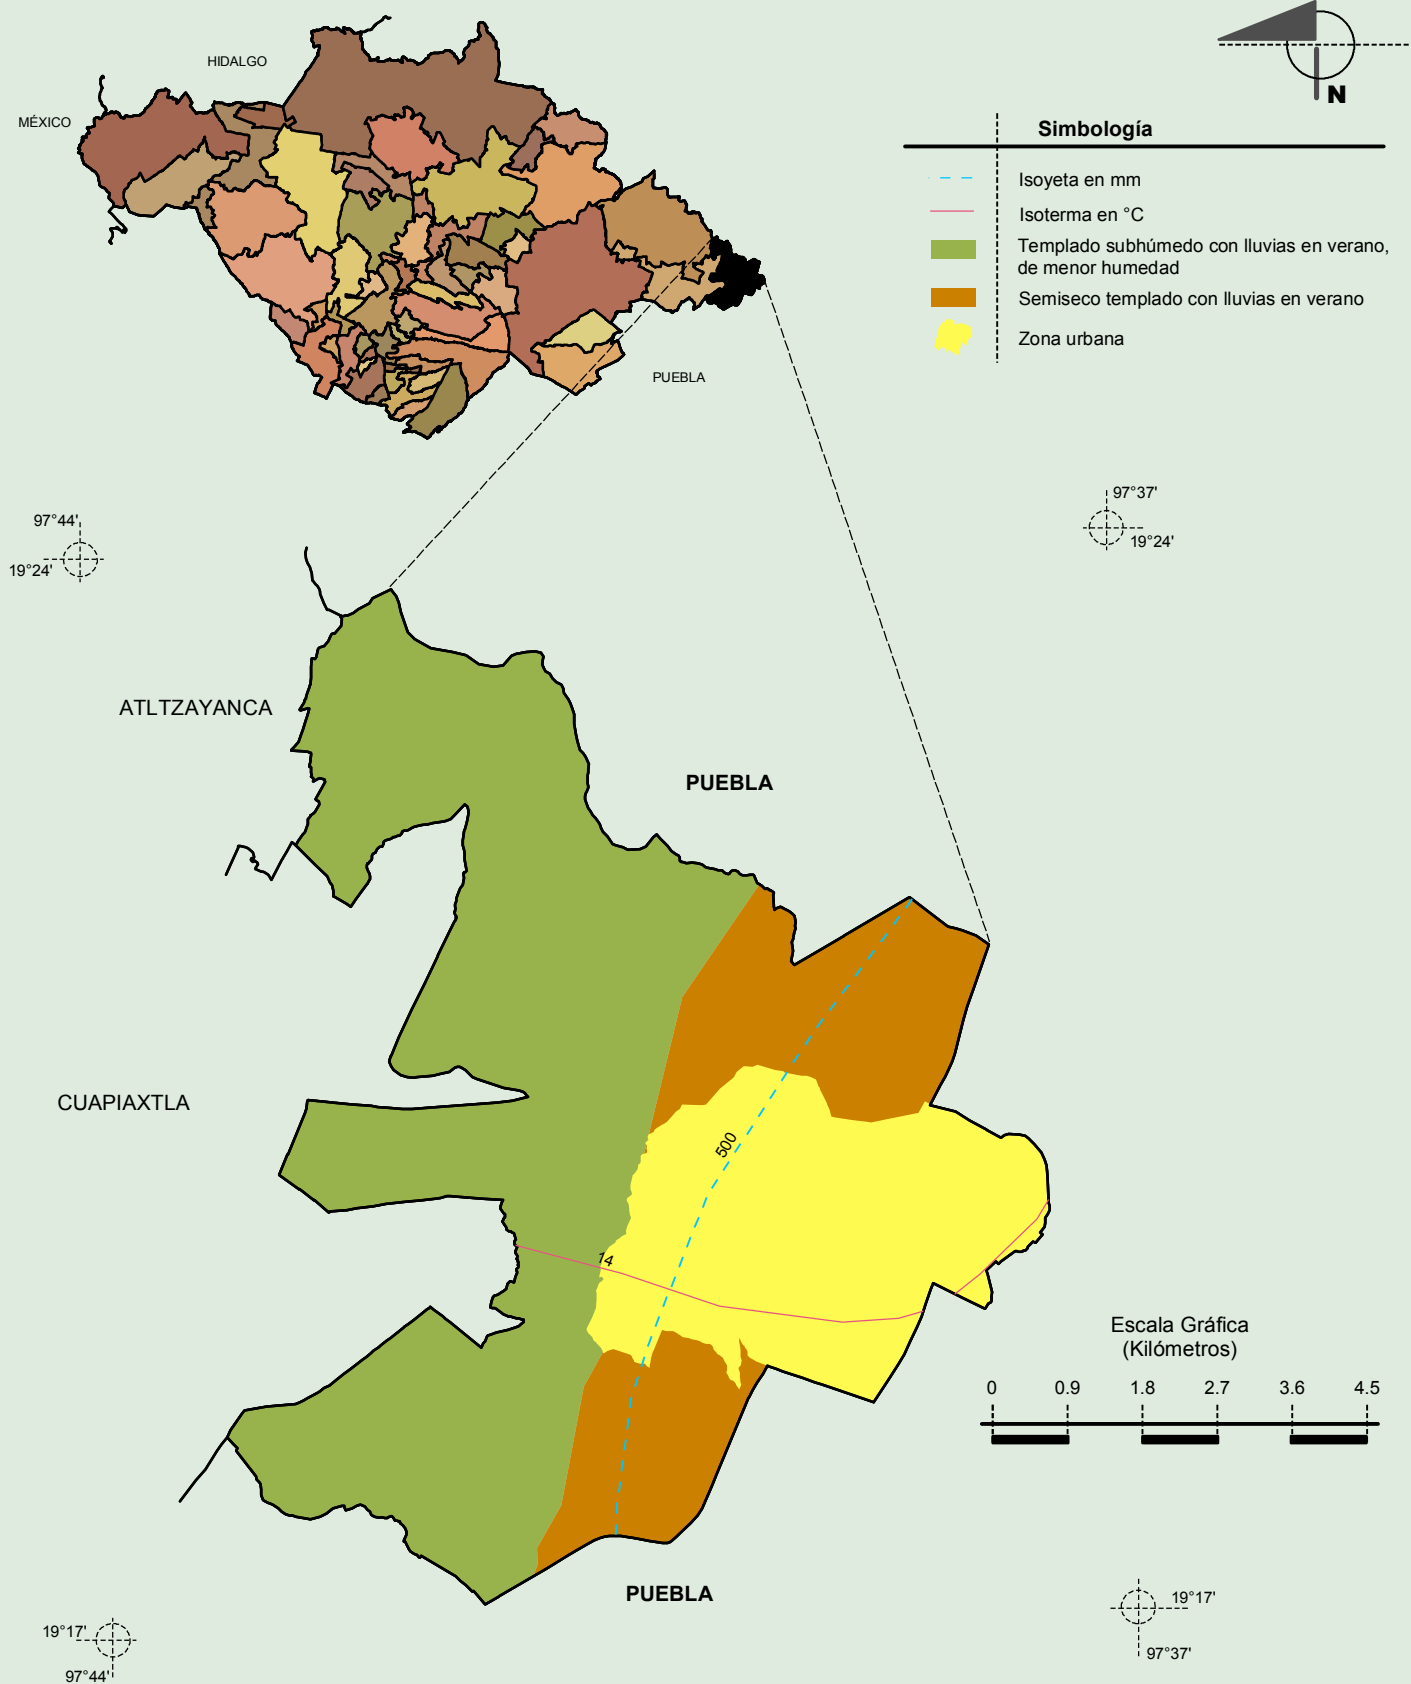 HIDALGO
MÉXICO
PUEBLA
N
Simbología
Isoyeta en mm
Isoterma en °C
Templado subhúmedo con lluvias en verano,
de menor humedad
Semiseco templado con lluvias en verano
Zona urbana
97°44'
19°24'
97°37'
19°24'
ATLTZAYANCA
PUEBLA
CUAPIAXTLA
500
14
Escala Gráfica
(Kilómetros)
0 0.9 1.8 2.7 3.6 4.5
PUEBLA
19°17'
97°44'
19°17'
97°37'